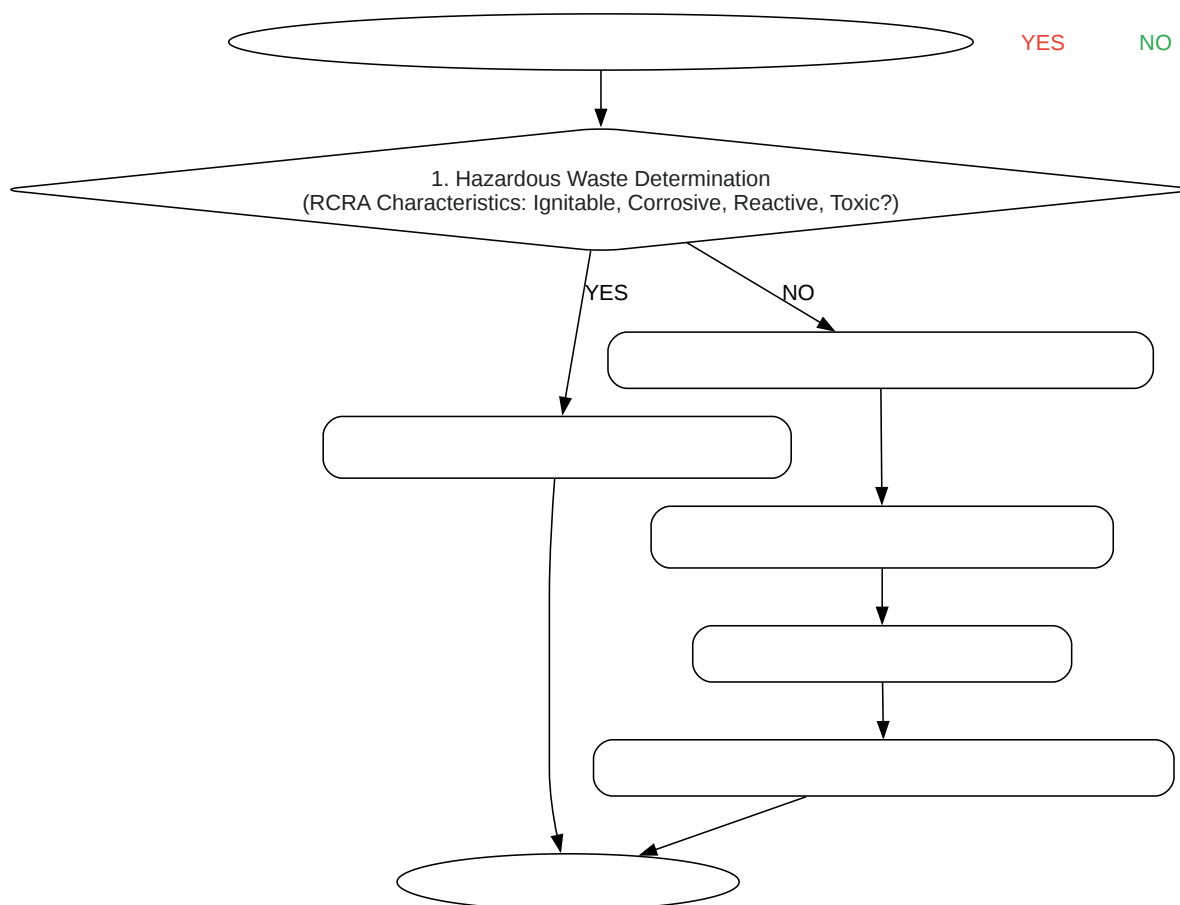 YES
NO
1. Hazardous Waste Determination
(RCRA Characteristics: Ignitable, Corrosive, Reactive, Toxic?)
YES
NO